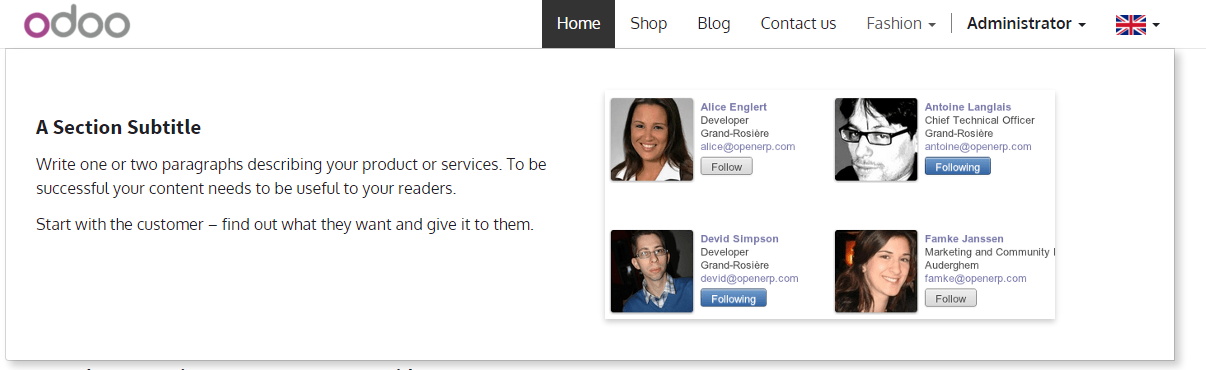 odoo
Home Shop Blog Contact us Fashion Administrator
A Section Subtitle
Write one or two paragraphs describing your product or services. To be
successful your content needs to be useful to your readers.
Start with the customer – find out what they want and give it to them.
Alice Englert
Developer
Grand-Rosière
alice@openerp.com
Follow
Antoine Langlais
Chief Technical Officer
Grand-Rosière
antoine@openerp.com
Following
Devid Simpson
Developer
Grand-Rosière
devid@openerp.com
Following
Famke Janssen
Marketing and Community
Auderghem
famke@openerp.com
Follow